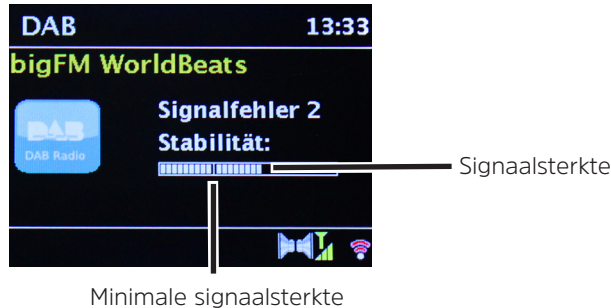 DAB 13:33
bigFM WorldBeats
DAB
DAB Radio
Signalfehler 2
Stabilität:
Signaalsterkte
Minimale signaalsterkte